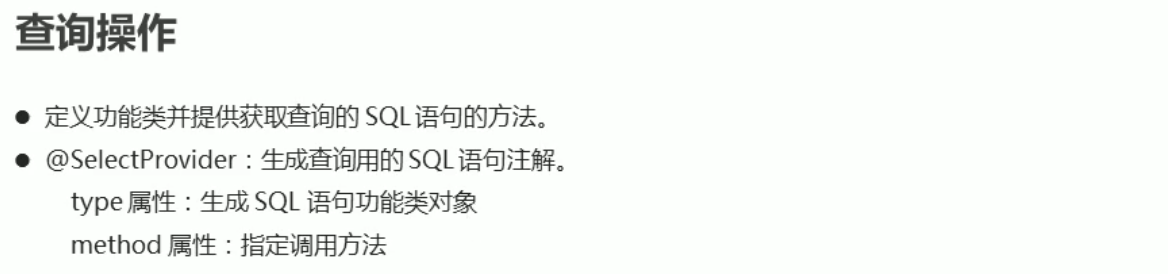 查询操作
● 定义功能类并提供获取查询的 SQL 语句的方法。
● @SelectProvider：生成查询用的 SQL 语句注解。
type 属性：生成 SQL 语句功能类对象
method 属性：指定调用方法